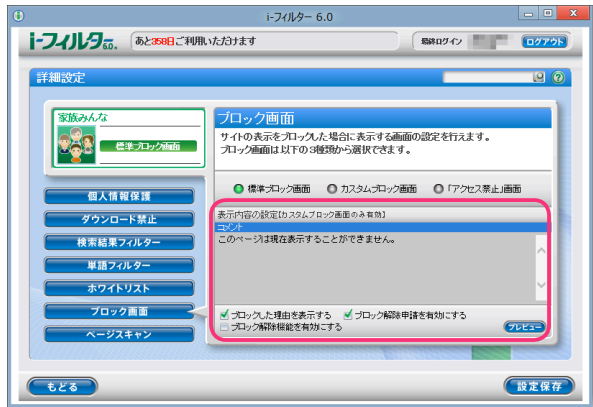 i-フィルター 6.0
i-フィルター6.0. あと358日ご利用いただけます 最終ログイン ログアウト
詳細設定
家族みんな
標準ブロック画面
ブロック画面
サイトの表示をブロックした場合に表示する画面の設定を行えます。
ブロック画面は以下の3種類から選択できます。
標準ブロック画面 カスタムブロック画面 「アクセス禁止」画面
個人情報保護
ダウンロード禁止
検索結果フィルター
単語フィルター
ホワイトリスト
ブロック画面
ページスキャン
表示内容の設定[カスタムブロック画面のみ有効]
コメント
このページは現在表示することができません。
ブロックした理由を表示する ブロック解除申請を有効にする
ブロック解除機能を有効にする
プレビュー
もどる 設定保存